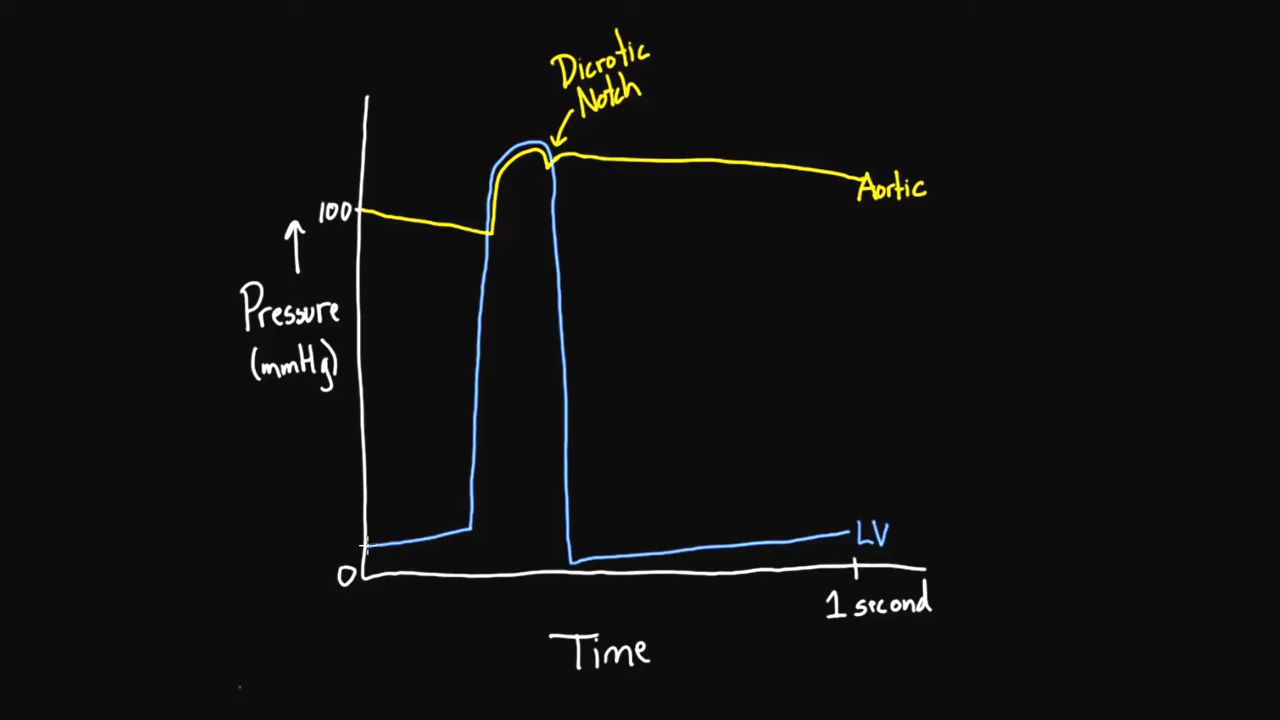 Dicrotic
Notch
Aortic
100
Pressure
(mmHg)
LV
0
1 second
Time